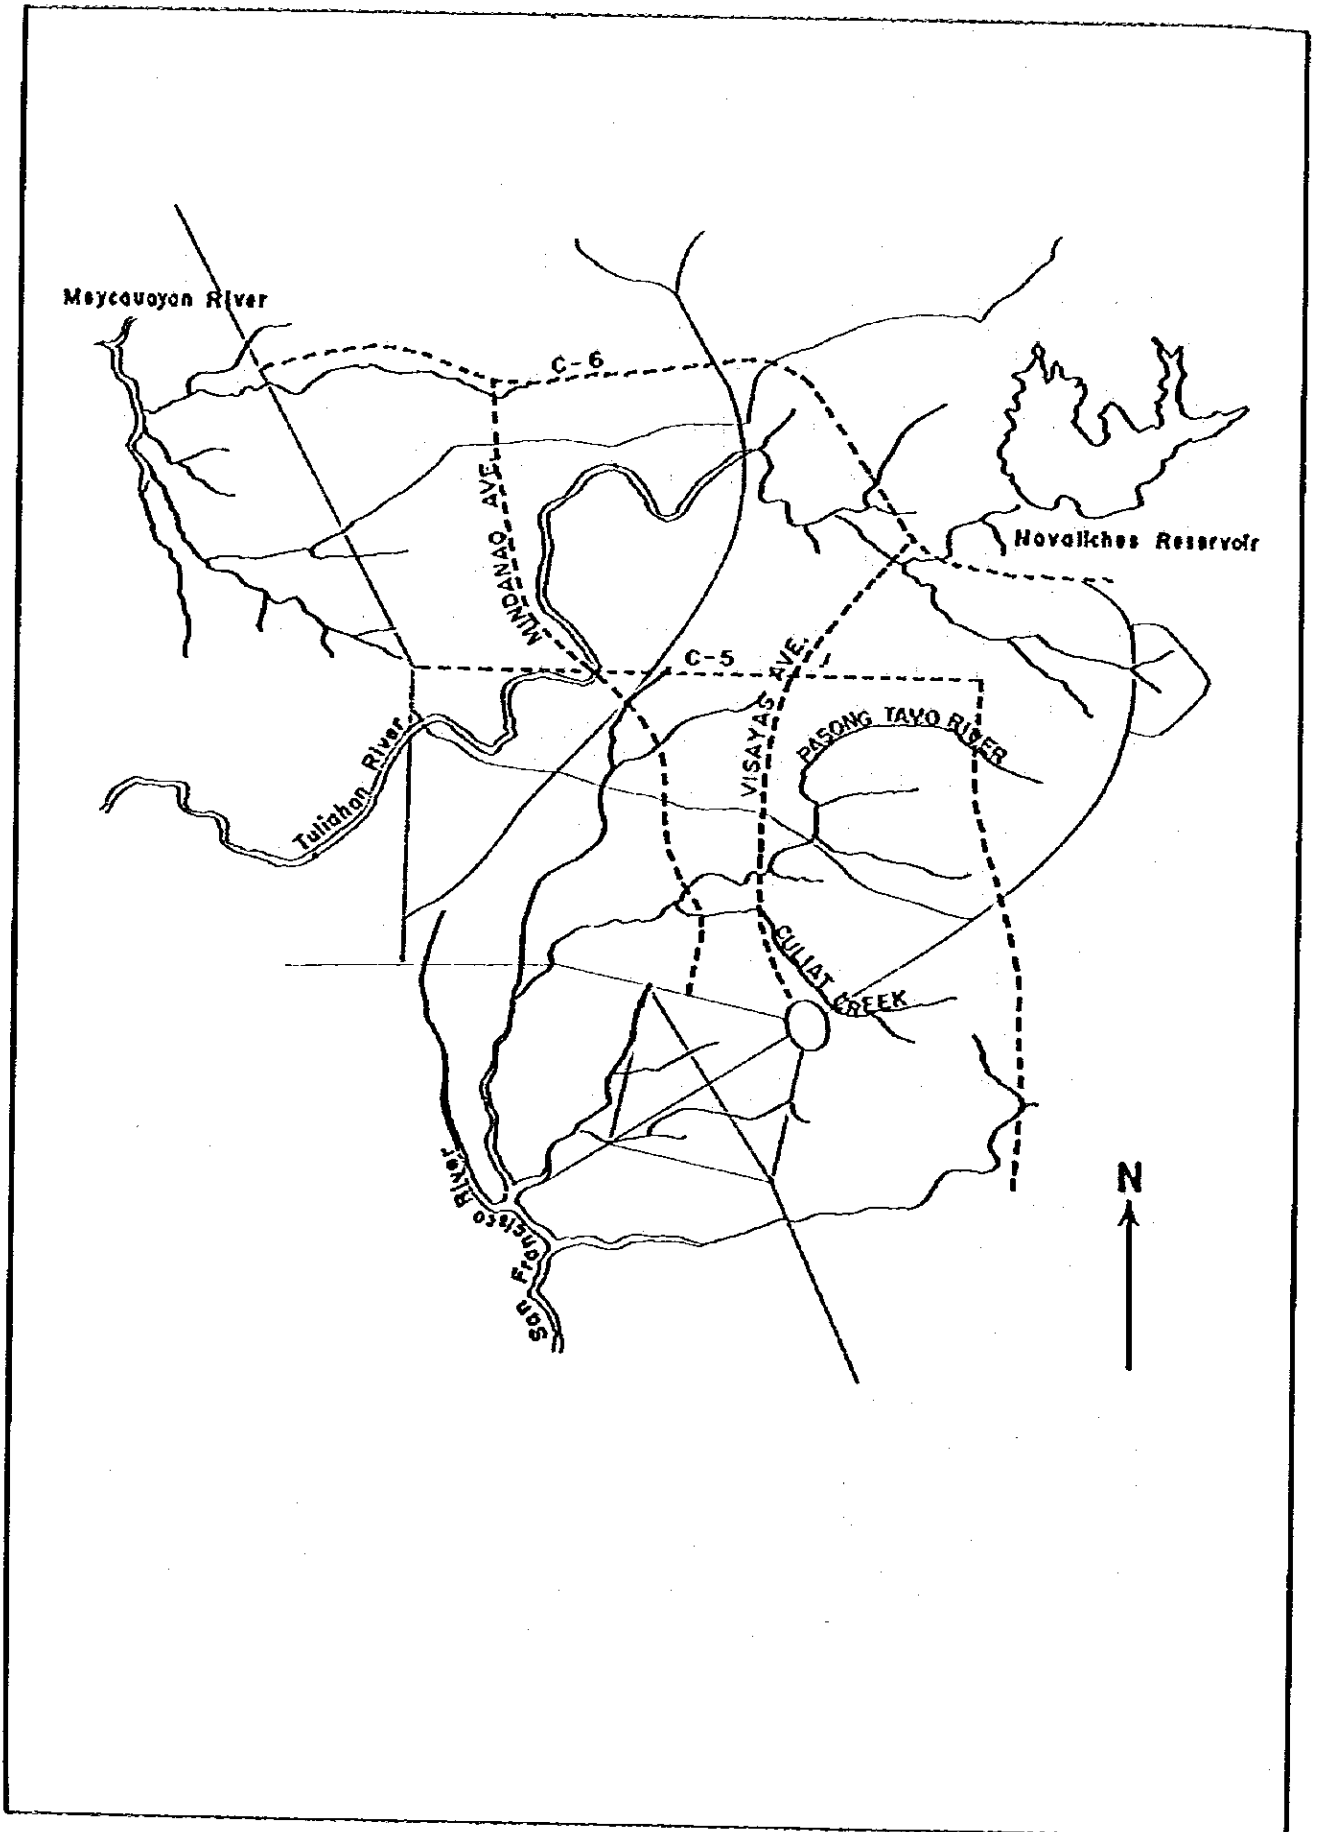 Meycauayan River
C-6
MINDANAO AVE.
Novaliches Reservoir
C-5
VISAYAS AVE.
PASONG TAMO RIVER
Tullahan River
CULIAT CREEK
San Francisco River
N